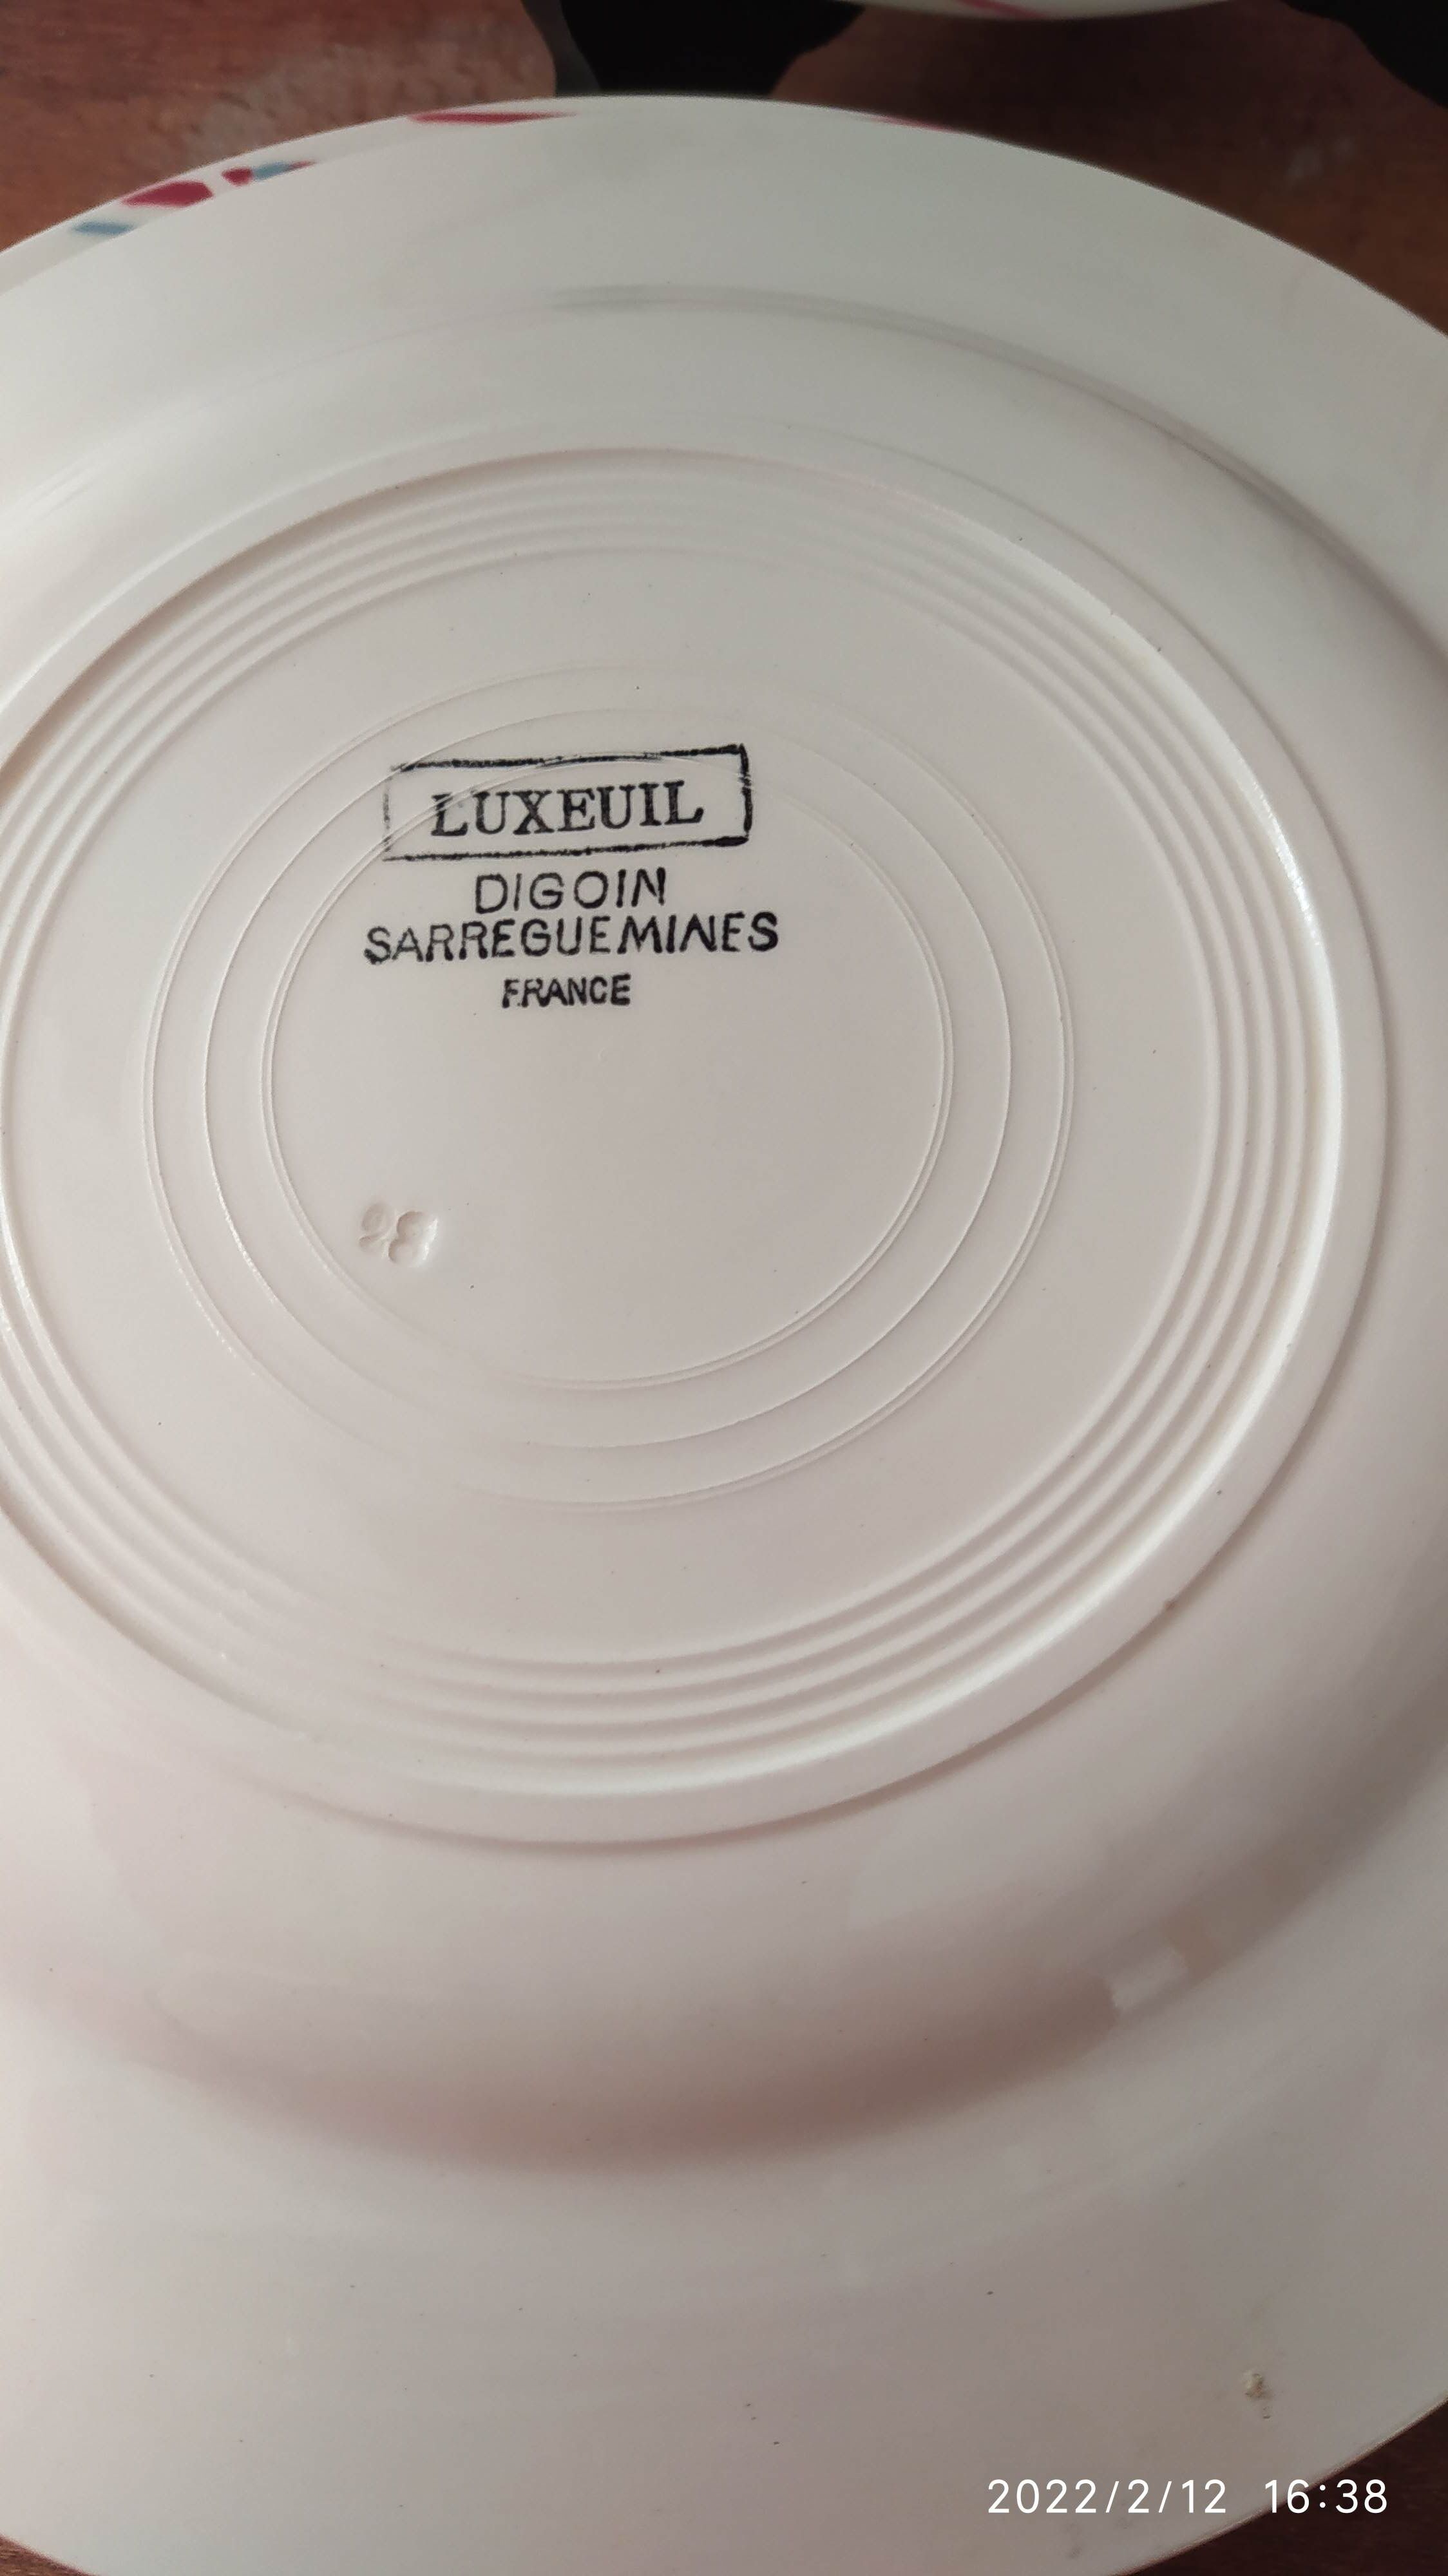 LUXEUIL
DIGOIN
SARREGUEMINES
FRANCE
2022/2/12 16:38